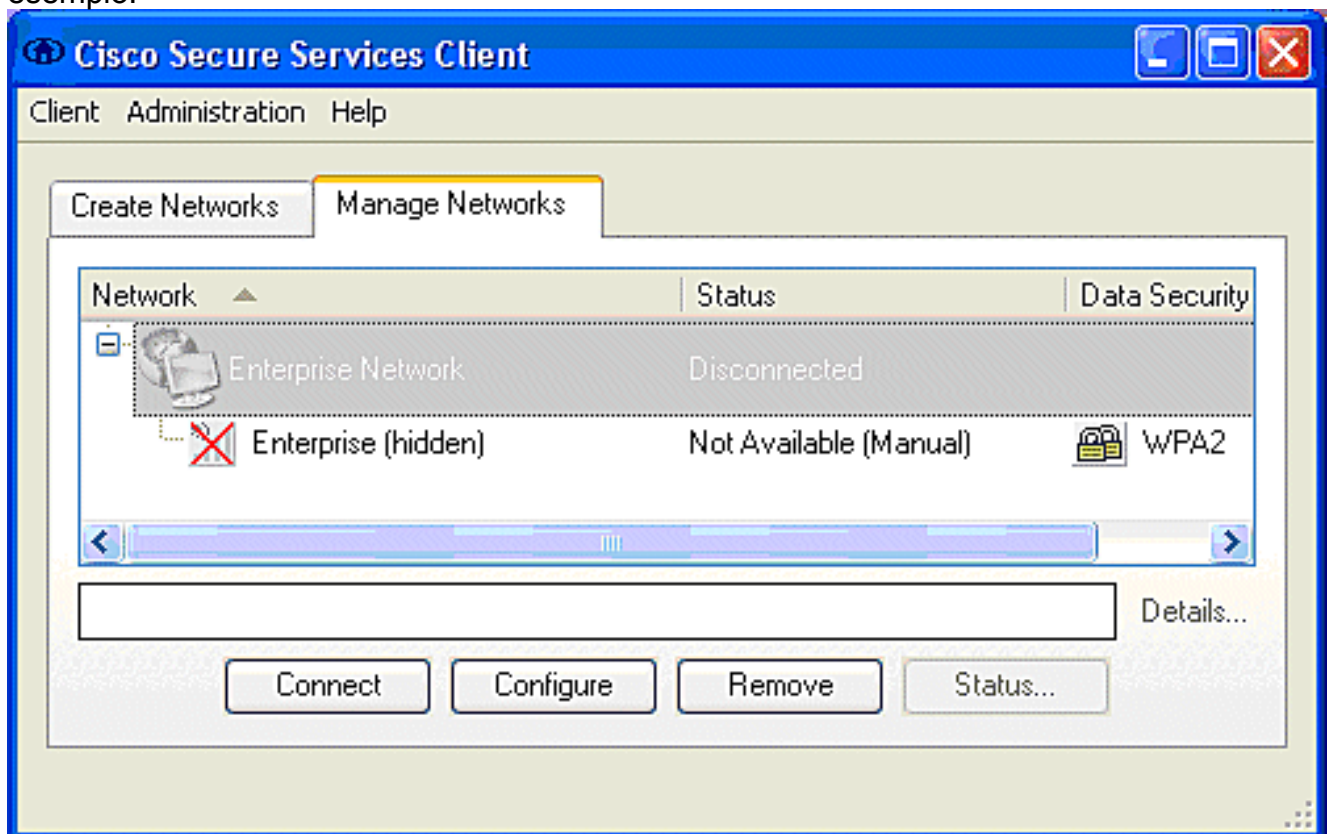 esempio:
Cisco Secure Services Client
Client Administration Help
Create Networks Manage Networks
Network Status Data Security
Enterprise Network Disconnected
Enterprise (hidden) Not Available (Manual) WPA2
Details...
Connect Configure Remove Status...